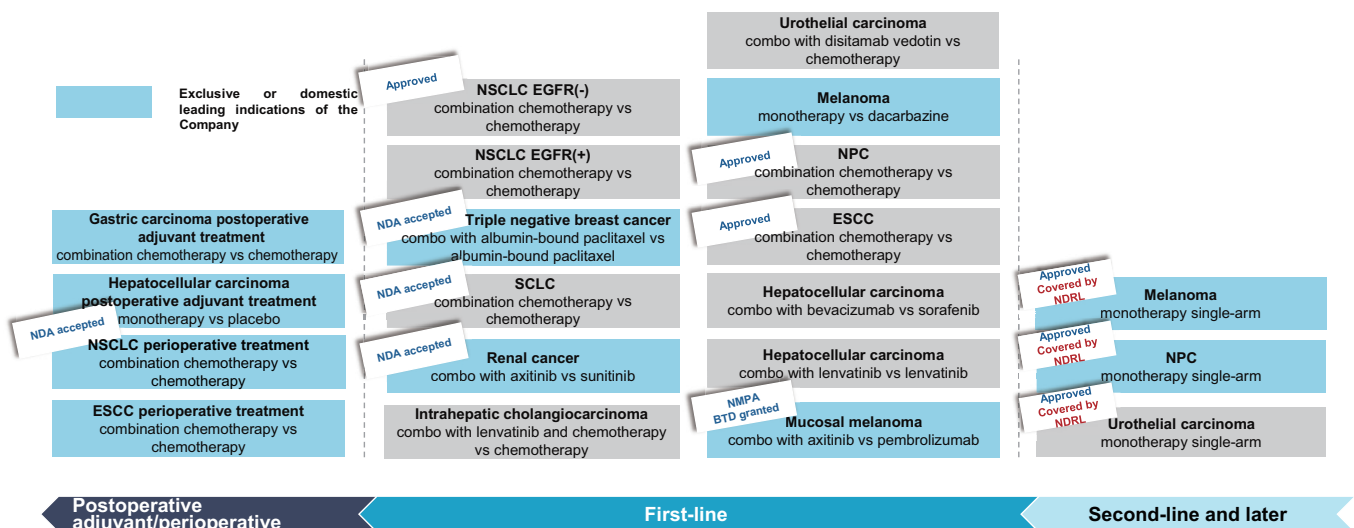 Exclusive or domestic
leading indications of the
Company
Gastric carcinoma postoperative
adjuvant treatment
combination chemotherapy vs chemotherapy
Hepatocellular carcinoma
postoperative adjuvant treatment
monotherapy vs placebo
NDA accepted
NSCLC perioperative treatment
combination chemotherapy vs
chemotherapy
ESCC perioperative treatment
combination chemotherapy vs
chemotherapy
Approved
NSCLC EGFR(-)
combination chemotherapy vs
chemotherapy
NSCLC EGFR(+)
combination chemotherapy vs
chemotherapy
NDA accepted
Triple negative breast cancer
combo with albumin-bound paclitaxel vs
albumin-bound paclitaxel
NDA accepted
SCLC
combination chemotherapy vs
chemotherapy
NDA accepted
Renal cancer
combo with axitinib vs sunitinib
Intrahepatic cholangiocarcinoma
combo with lenvatinib and chemotherapy
vs chemotherapy
Urothelial carcinoma
combo with disitamab vedotin vs
chemotherapy
Melanoma
monotherapy vs dacarbazine
Approved
NPC
combination chemotherapy vs
chemotherapy
Approved
ESCC
combination chemotherapy vs
chemotherapy
Hepatocellular carcinoma
combo with bevacizumab vs sorafenib
Hepatocellular carcinoma
combo with lenvatinib vs lenvatinib
NMPA
BTD granted
Mucosal melanoma
combo with axitinib vs pembrolizumab
Approved
Covered by
NDRL
Melanoma
monotherapy single-arm
Approved
Covered by
NDRL
NPC
monotherapy single-arm
Approved
Covered by
NDRL
Urothelial carcinoma
monotherapy single-arm
Postoperative
adjuvant/perioperative
First-line
Second-line and later